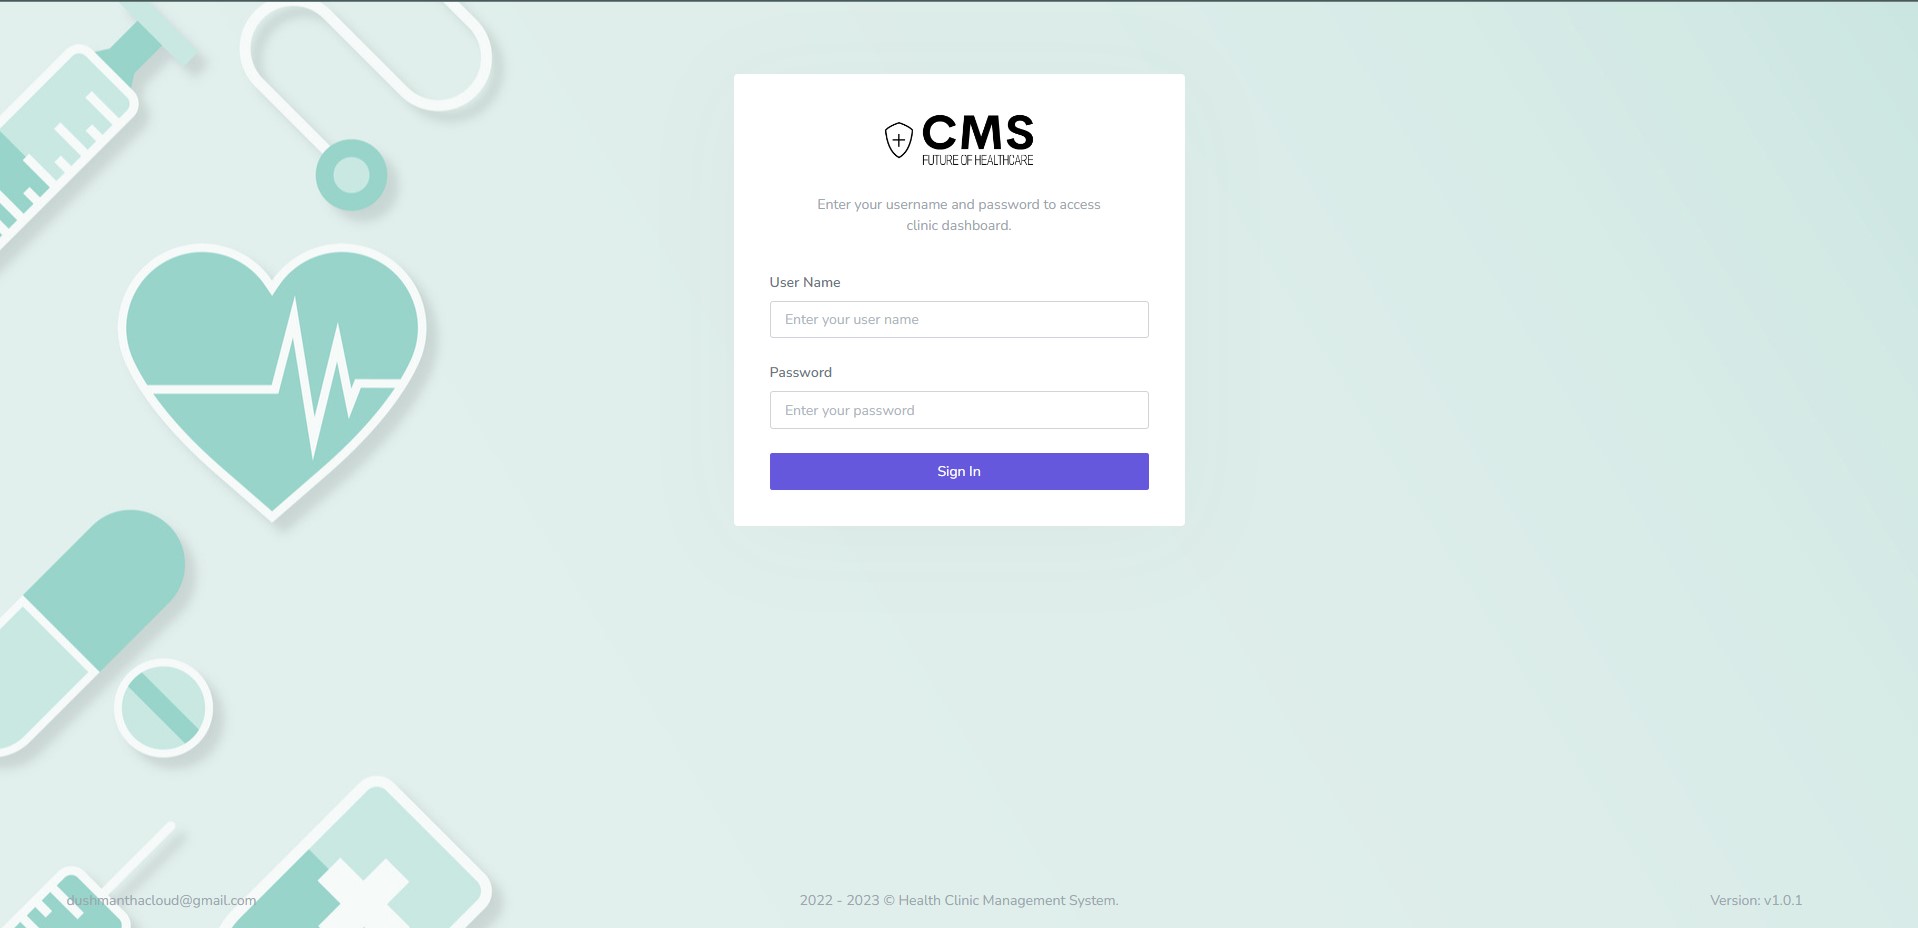 CMS
FUTURE OF HEALTHCARE
Enter your username and password to access
clinic dashboard.
User Name
Enter your user name
Password
Enter your password
Sign In
dushmanthacloud@gmail.com
2022 - 2023 © Health Clinic Management System.
Version: v1.0.1